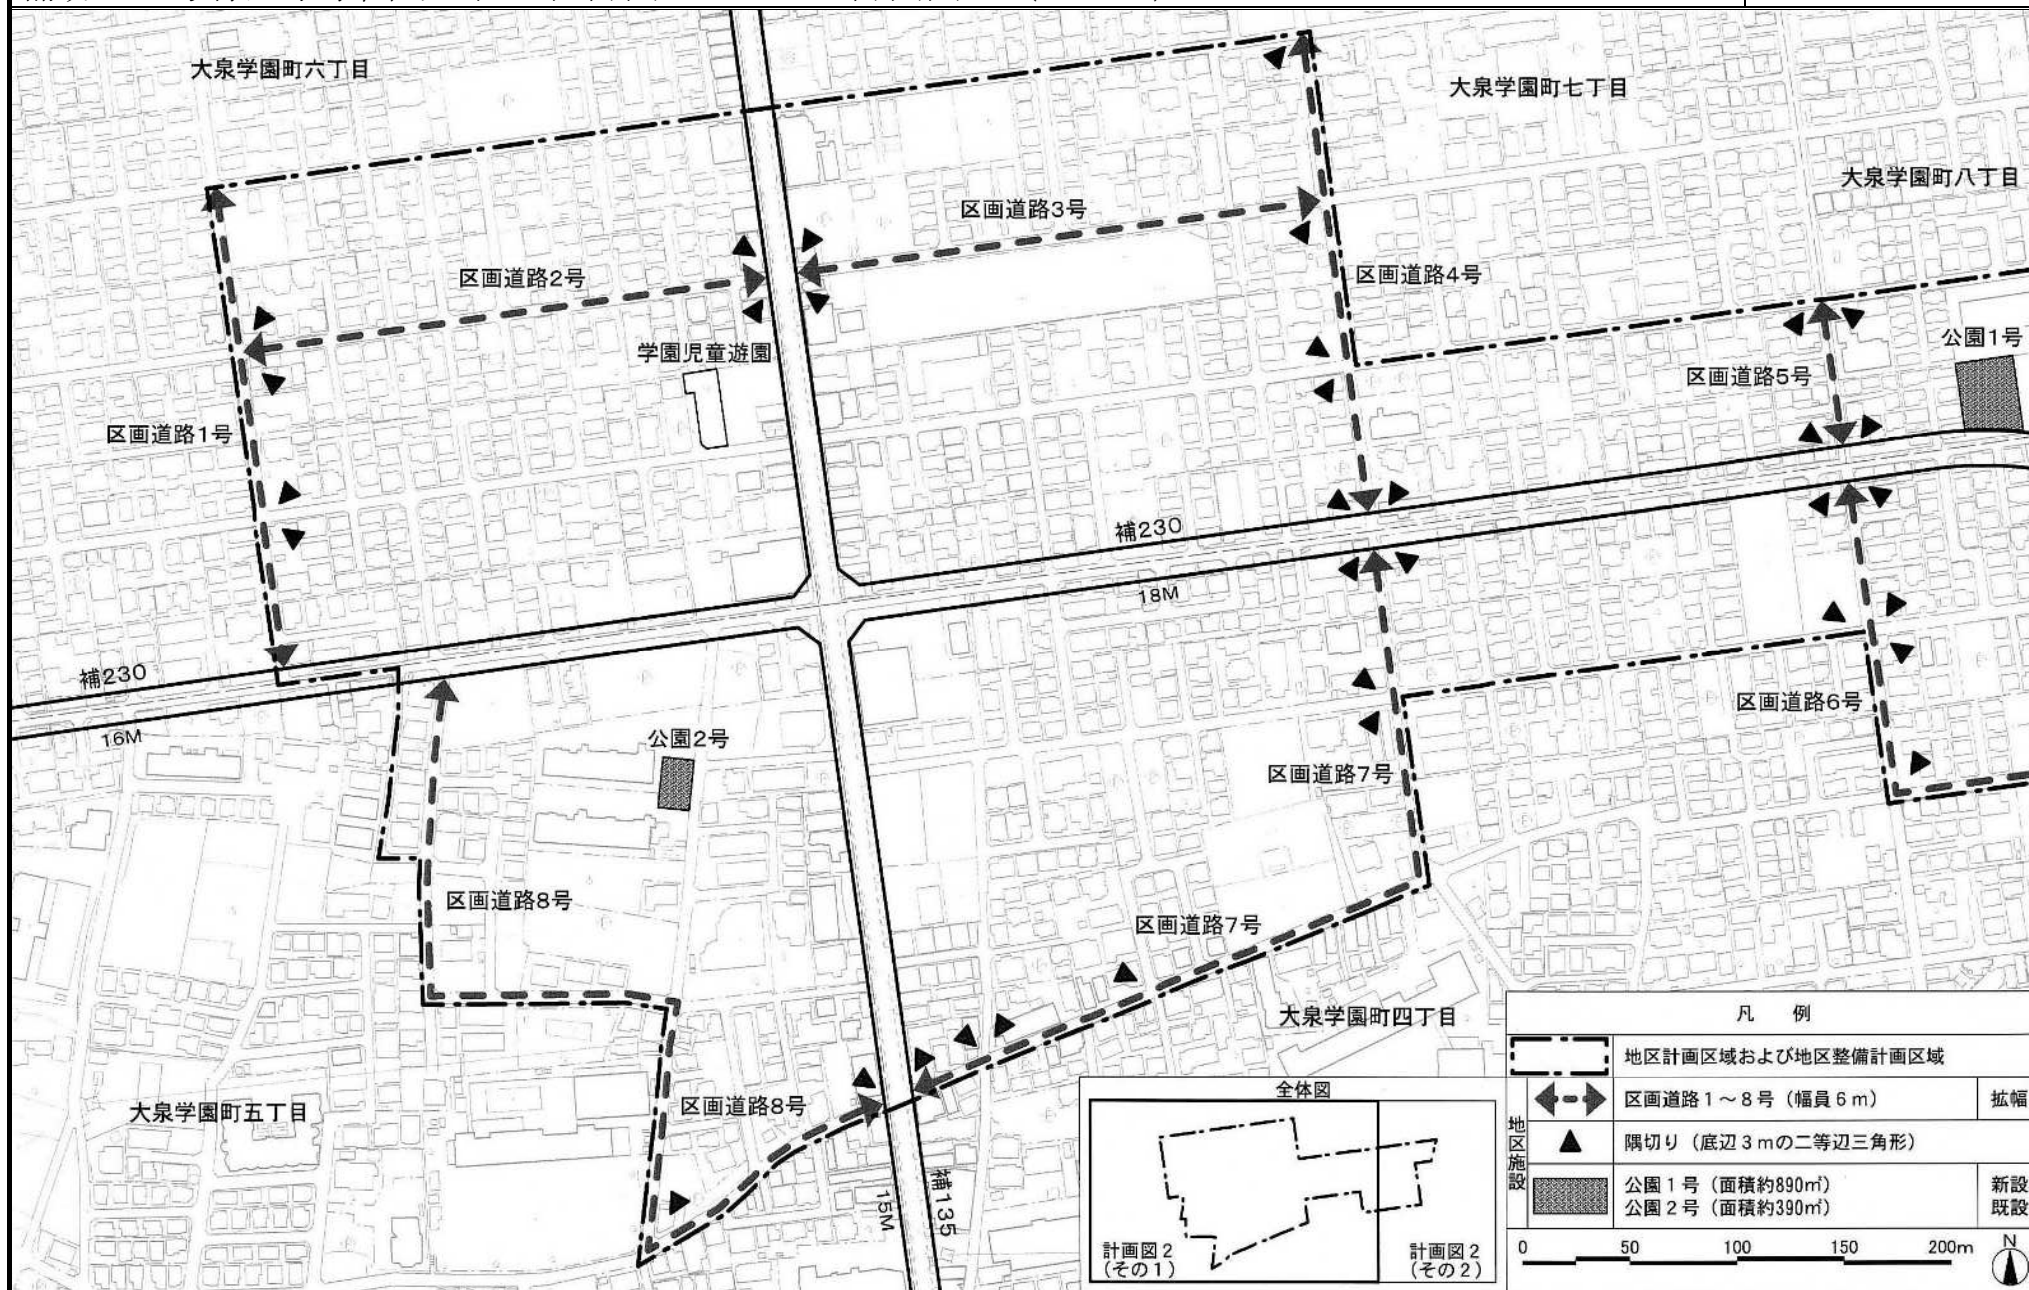 大泉学園町六丁目
大泉学園町七丁目
大泉学園町八丁目
区画道路3号
区画道路2号
区画道路4号
学園児童遊園
公園1号
区画道路5号
区画道路1号
補230
18M
補230
16M
区画道路6号
公園2号
区画道路7号
区画道路8号
区画道路7号
大泉学園町四丁目
大泉学園町五丁目
区画道路8号
補135
15M
全体図
計画図2
(その1)
計画図2
(その2)
凡 例
地区計画区域および地区整備計画区域
地区施設
区画道路1~8号(幅員6m)
拡幅
隅切り(底辺3mの二等辺三角形)
公園1号(面積約890㎡)
新設
公園2号(面積約390㎡)
既設
0 50 100 150 200m
N